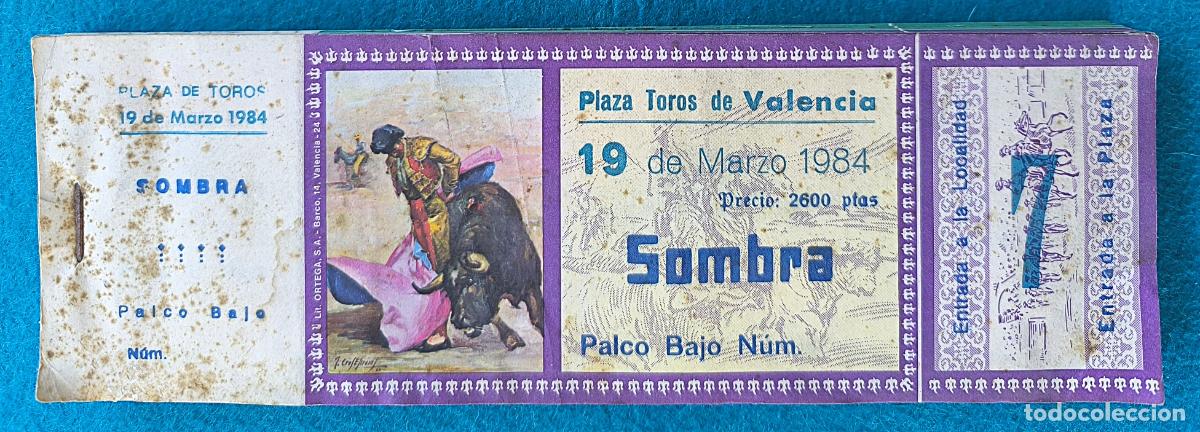 PLAZA DE TOROS
19 de Marzo 1984
SOMBRA
Palco Bajo
Núm.
Lit. ORTEGA, S. A. - Barco, 14, Valencia - 24
Plaza Toros de Valencia
19 de Marzo 1984
Precio: 2600 ptas
Sombra
Palco Bajo Núm.
Entrada a la Localidad
7
Entrada a la Plaza
todocoleccion